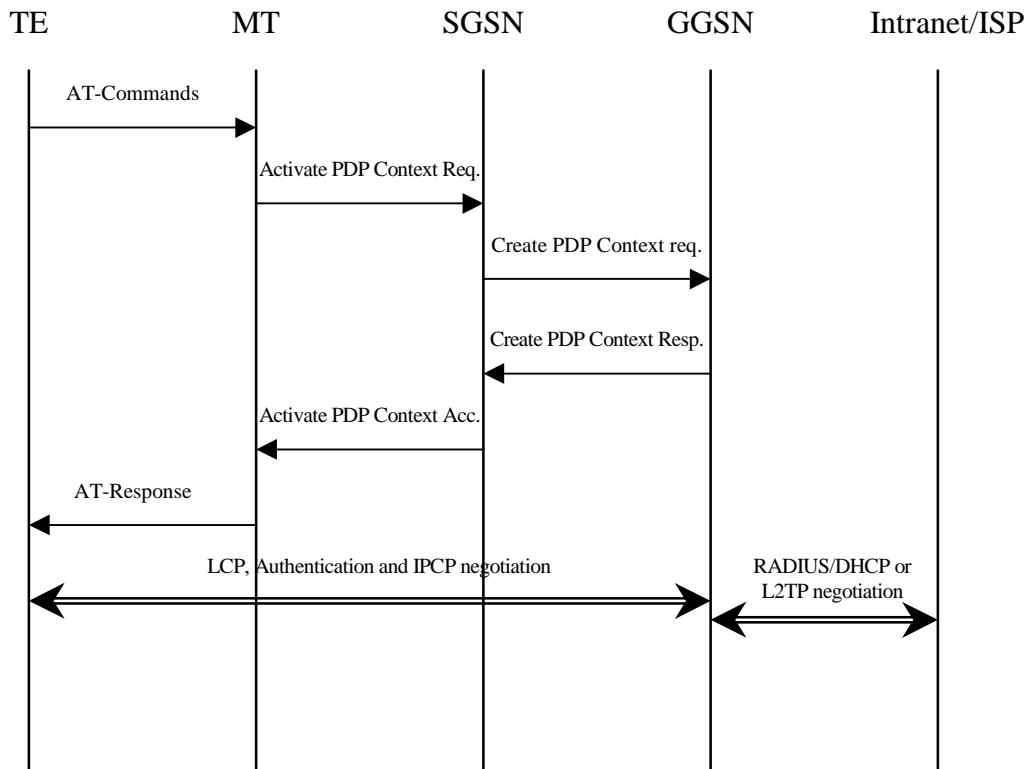 TE MT SGSN GGSN Intranet/ISP
AT-Commands
Activate PDP Context Req.
Create PDP Context req.
Create PDP Context Resp.
Activate PDP Context Acc.
AT-Response
LCP, Authentication and IPCP negotiation
RADIUS/DHCP or
L2TP negotiation